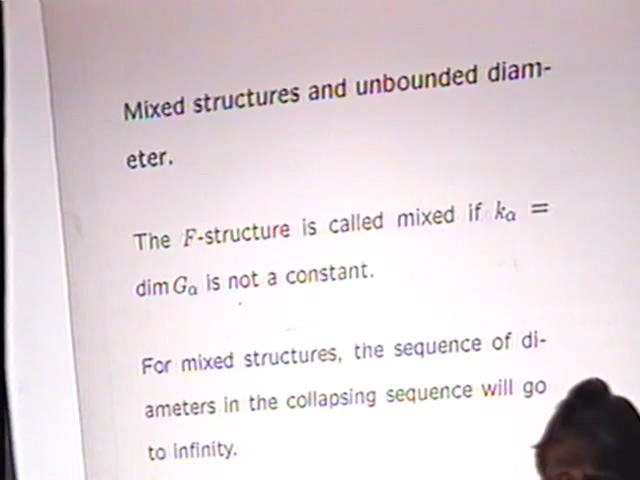 Mixed structures and unbounded diam-
eter.
The F-structure is called mixed if kα =
dim Gα is not a constant.
For mixed structures, the sequence of di-
ameters in the collapsing sequence will go
to infinity.